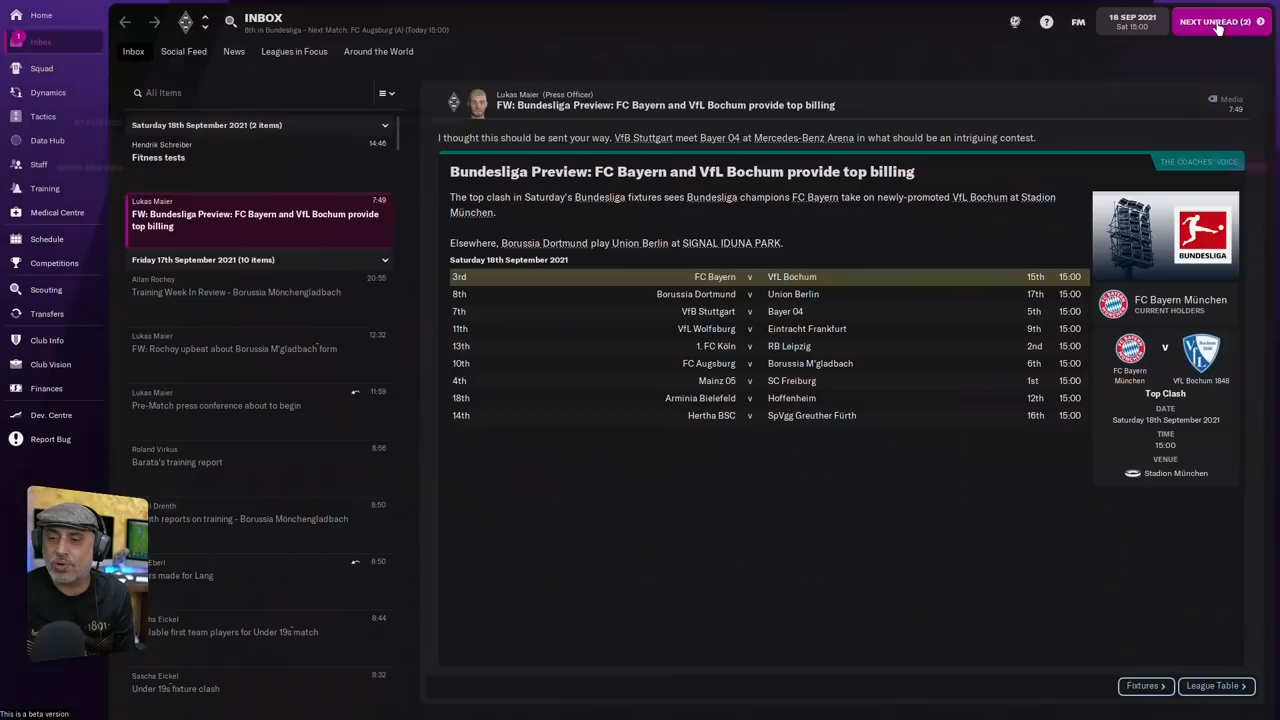 Home
1
Inbox
Squad
Dynamics
Tactics
Data Hub
Staff
Training
Medical Centre
Schedule
Competitions
Scouting
Transfers
Club Info
Club Vision
Finances
Dev. Centre
Report Bug
This is a beta version
INBOX
6th in Bundesliga - Next Match: FC Augsburg (A) (Today 15:00)
? FM
18 SEP 2021
Sat 15:00
NEXT UNREAD (2)
Inbox Social Feed News Leagues in Focus Around the World
All Items
Saturday 18th September 2021 (2 items)
Hendrik Schreiber 14:46
Fitness tests
Lukas Maier 7:49
FW: Bundesliga Preview: FC Bayern and VfL Bochum provide top
billing
Friday 17th September 2021 (10 items)
Allan Rochoy 20:55
Training Week In Review - Borussia Mönchengladbach
Lukas Maier 12:32
FW: Rochoy upbeat about Borussia M'gladbach form
Lukas Maier 11:59
Pre-Match press conference about to begin
Roland Virkus 8:56
Barata's training report
Drenth 8:50
th reports on training - Borussia Mönchengladbach
Eberl 8:50
rs made for Lang
ha Eickel 8:44
lable first team players for Under 19s match
Sascha Eickel 8:32
Under 19s fixture clash
Lukas Maier (Press Officer)
FW: Bundesliga Preview: FC Bayern and VfL Bochum provide top billing
Media
7:49
I thought this should be sent your way. VfB Stuttgart meet Bayer 04 at Mercedes-Benz Arena in what should be an intriguing contest.
THE COACHES' VOICE
Bundesliga Preview: FC Bayern and VfL Bochum provide top billing
The top clash in Saturday's Bundesliga fixtures sees Bundesliga champions FC Bayern take on newly-promoted VfL Bochum at Stadion
München.
Elsewhere, Borussia Dortmund play Union Berlin at SIGNAL IDUNA PARK.
Saturday 18th September 2021
3rd FC Bayern v VfL Bochum 15th 15:00
8th Borussia Dortmund v Union Berlin 17th 15:00
7th VfB Stuttgart v Bayer 04 5th 15:00
11th VfL Wolfsburg v Eintracht Frankfurt 9th 15:00
13th 1. FC Köln v RB Leipzig 2nd 15:00
10th FC Augsburg v Borussia M'gladbach 6th 15:00
4th Mainz 05 v SC Freiburg 1st 15:00
18th Arminia Bielefeld v Hoffenheim 12th 15:00
14th Hertha BSC v SpVgg Greuther Fürth 16th 15:00
BUNDESLIGA
FC Bayern München
CURRENT HOLDERS
v
FC Bayern
München
VfL Bochum 1848
Top Clash
DATE
Saturday 18th September 2021
TIME
15:00
VENUE
Stadion München
Fixtures
League Table